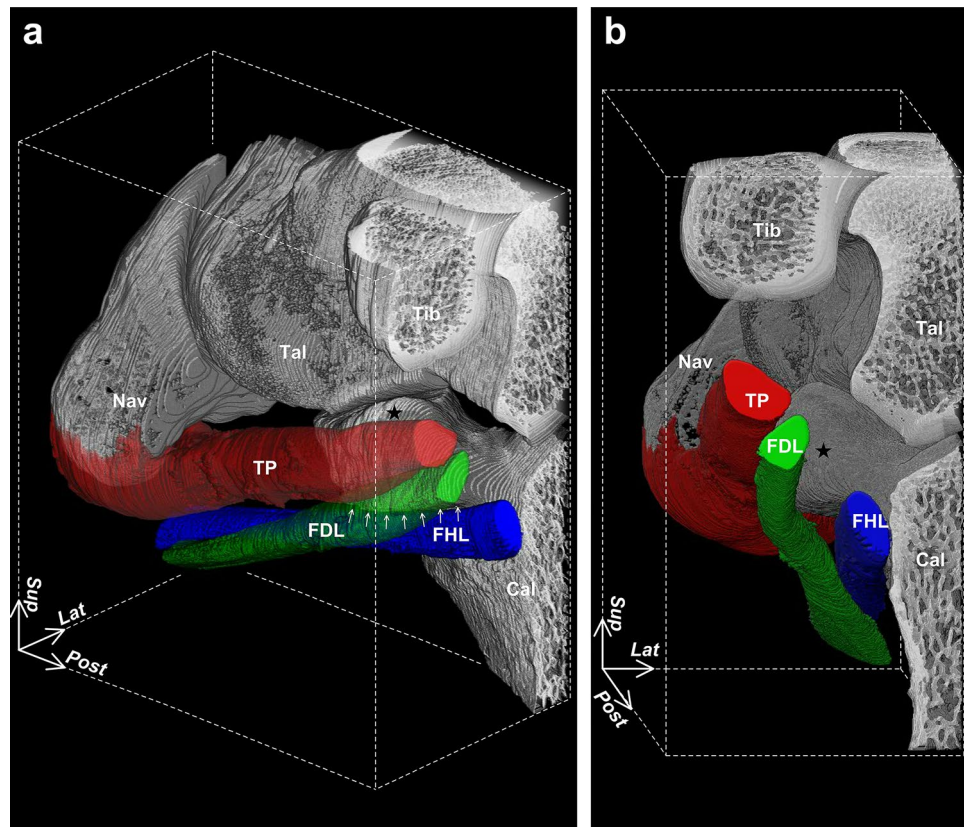 a
Tib
Tal
Nav
TP
FDL
FHL
Cal
Sup
Lat
Post
b
Tib
Tal
Nav
TP
FDL
FHL
Cal
Sup
Lat
Post